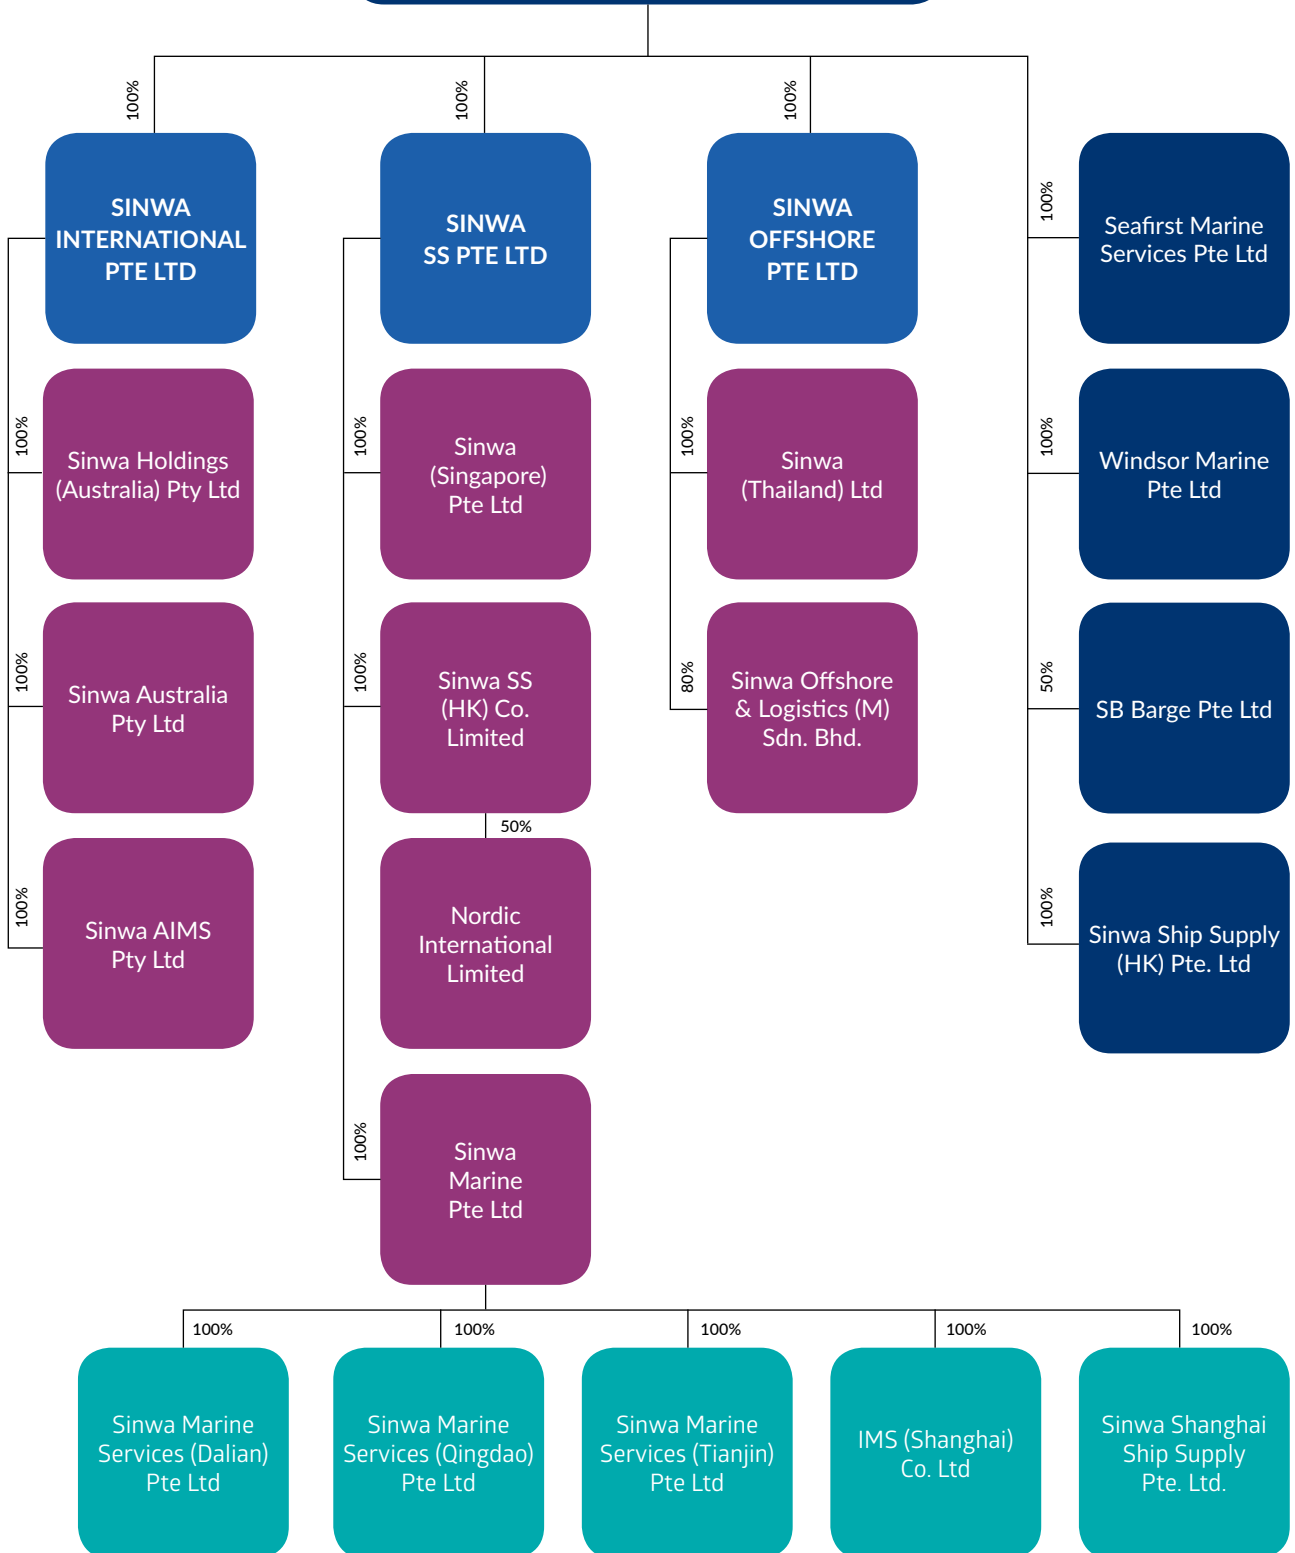 100%
100%
100%
SINWA
INTERNATIONAL
PTE LTD
SINWA
SS PTE LTD
SINWA
OFFSHORE
PTE LTD
100%
Seafirst Marine
Services Pte Ltd
100%
Sinwa Holdings
(Australia) Pty Ltd
100%
Sinwa
(Singapore)
Pte Ltd
100%
Sinwa
(Thailand) Ltd
100%
Windsor Marine
Pte Ltd
100%
Sinwa Australia
Pty Ltd
100%
Sinwa SS
(HK) Co.
Limited
80%
Sinwa Offshore
& Logistics (M)
Sdn. Bhd.
50%
SB Barge Pte Ltd
50%
100%
Sinwa AIMS
Pty Ltd
Nordic
International
Limited
100%
Sinwa Ship Supply
(HK) Pte. Ltd
100%
Sinwa
Marine
Pte Ltd
100%
100%
100%
100%
100%
Sinwa Marine
Services (Dalian)
Pte Ltd
Sinwa Marine
Services (Qingdao)
Pte Ltd
Sinwa Marine
Services (Tianjin)
Pte Ltd
IMS (Shanghai)
Co. Ltd
Sinwa Shanghai
Ship Supply
Pte. Ltd.